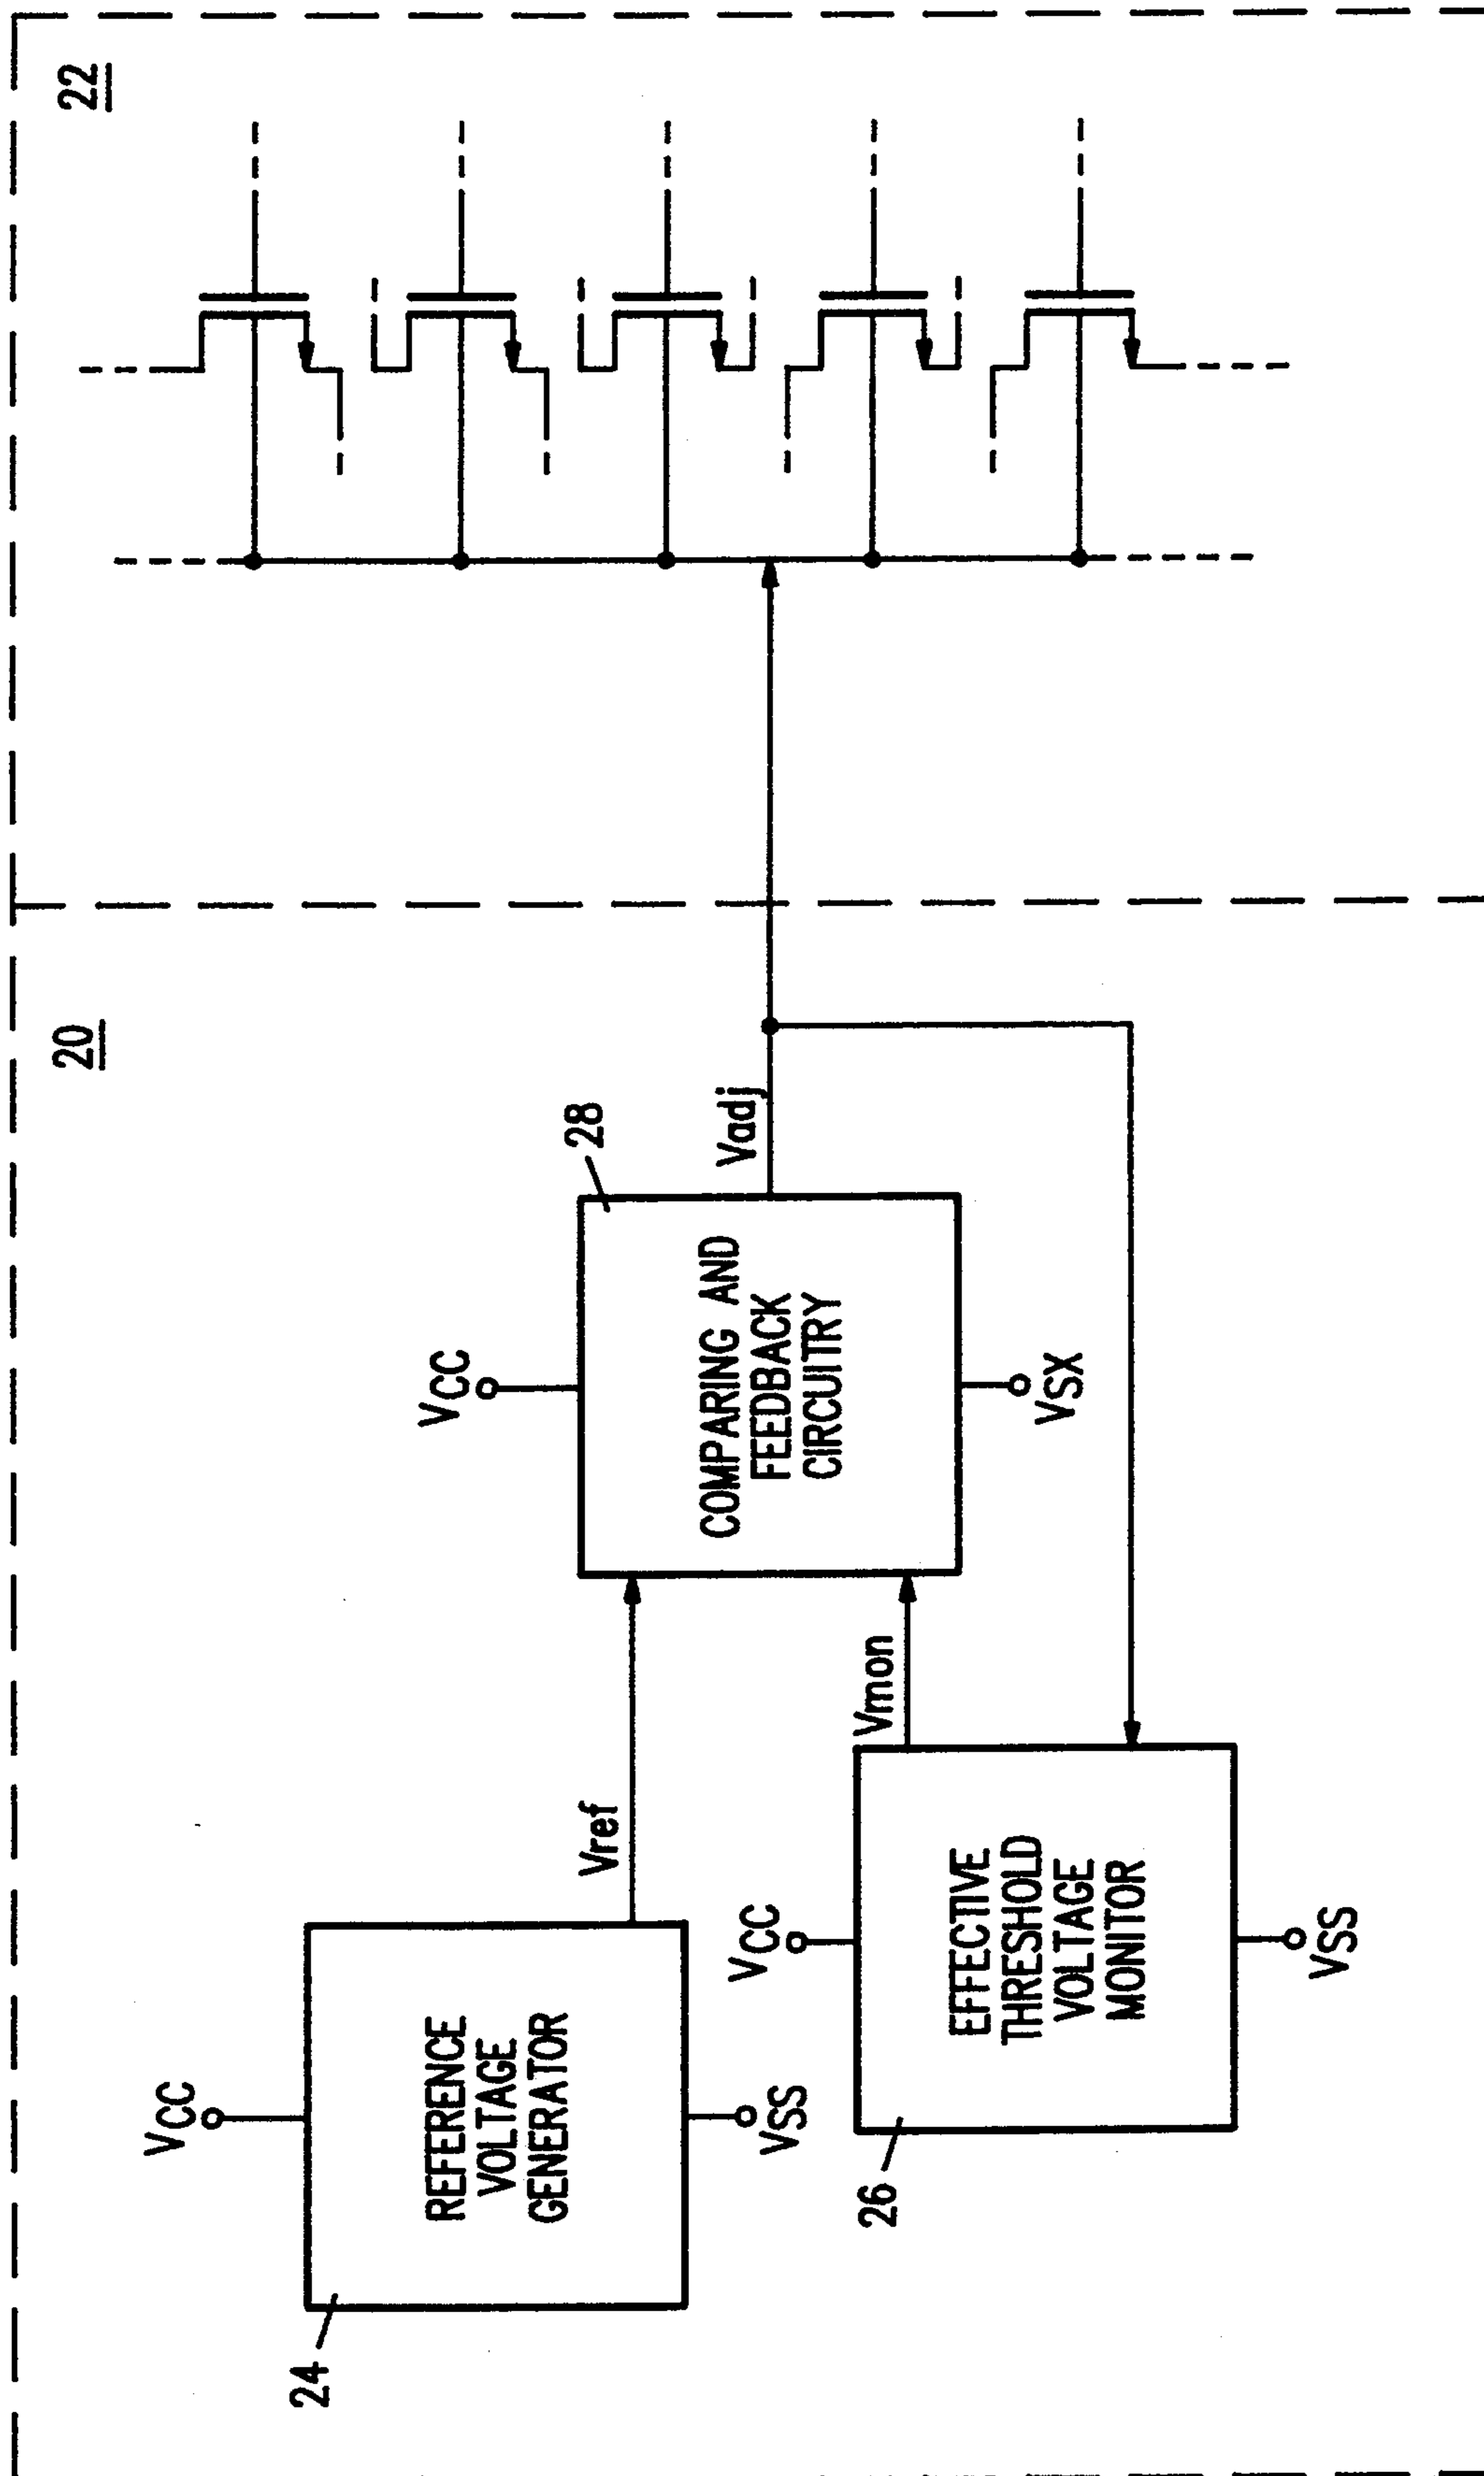 20
22
24
VCC
REFERENCE
VOLTAGE
GENERATOR
VSS
Vref
28
VCC
COMPARING AND
FEEDBACK
CIRCUITRY
VSX
Vadj
26
VCC
EFFECTIVE
THRESHOLD
VOLTAGE
MONITOR
VSS
Vmon